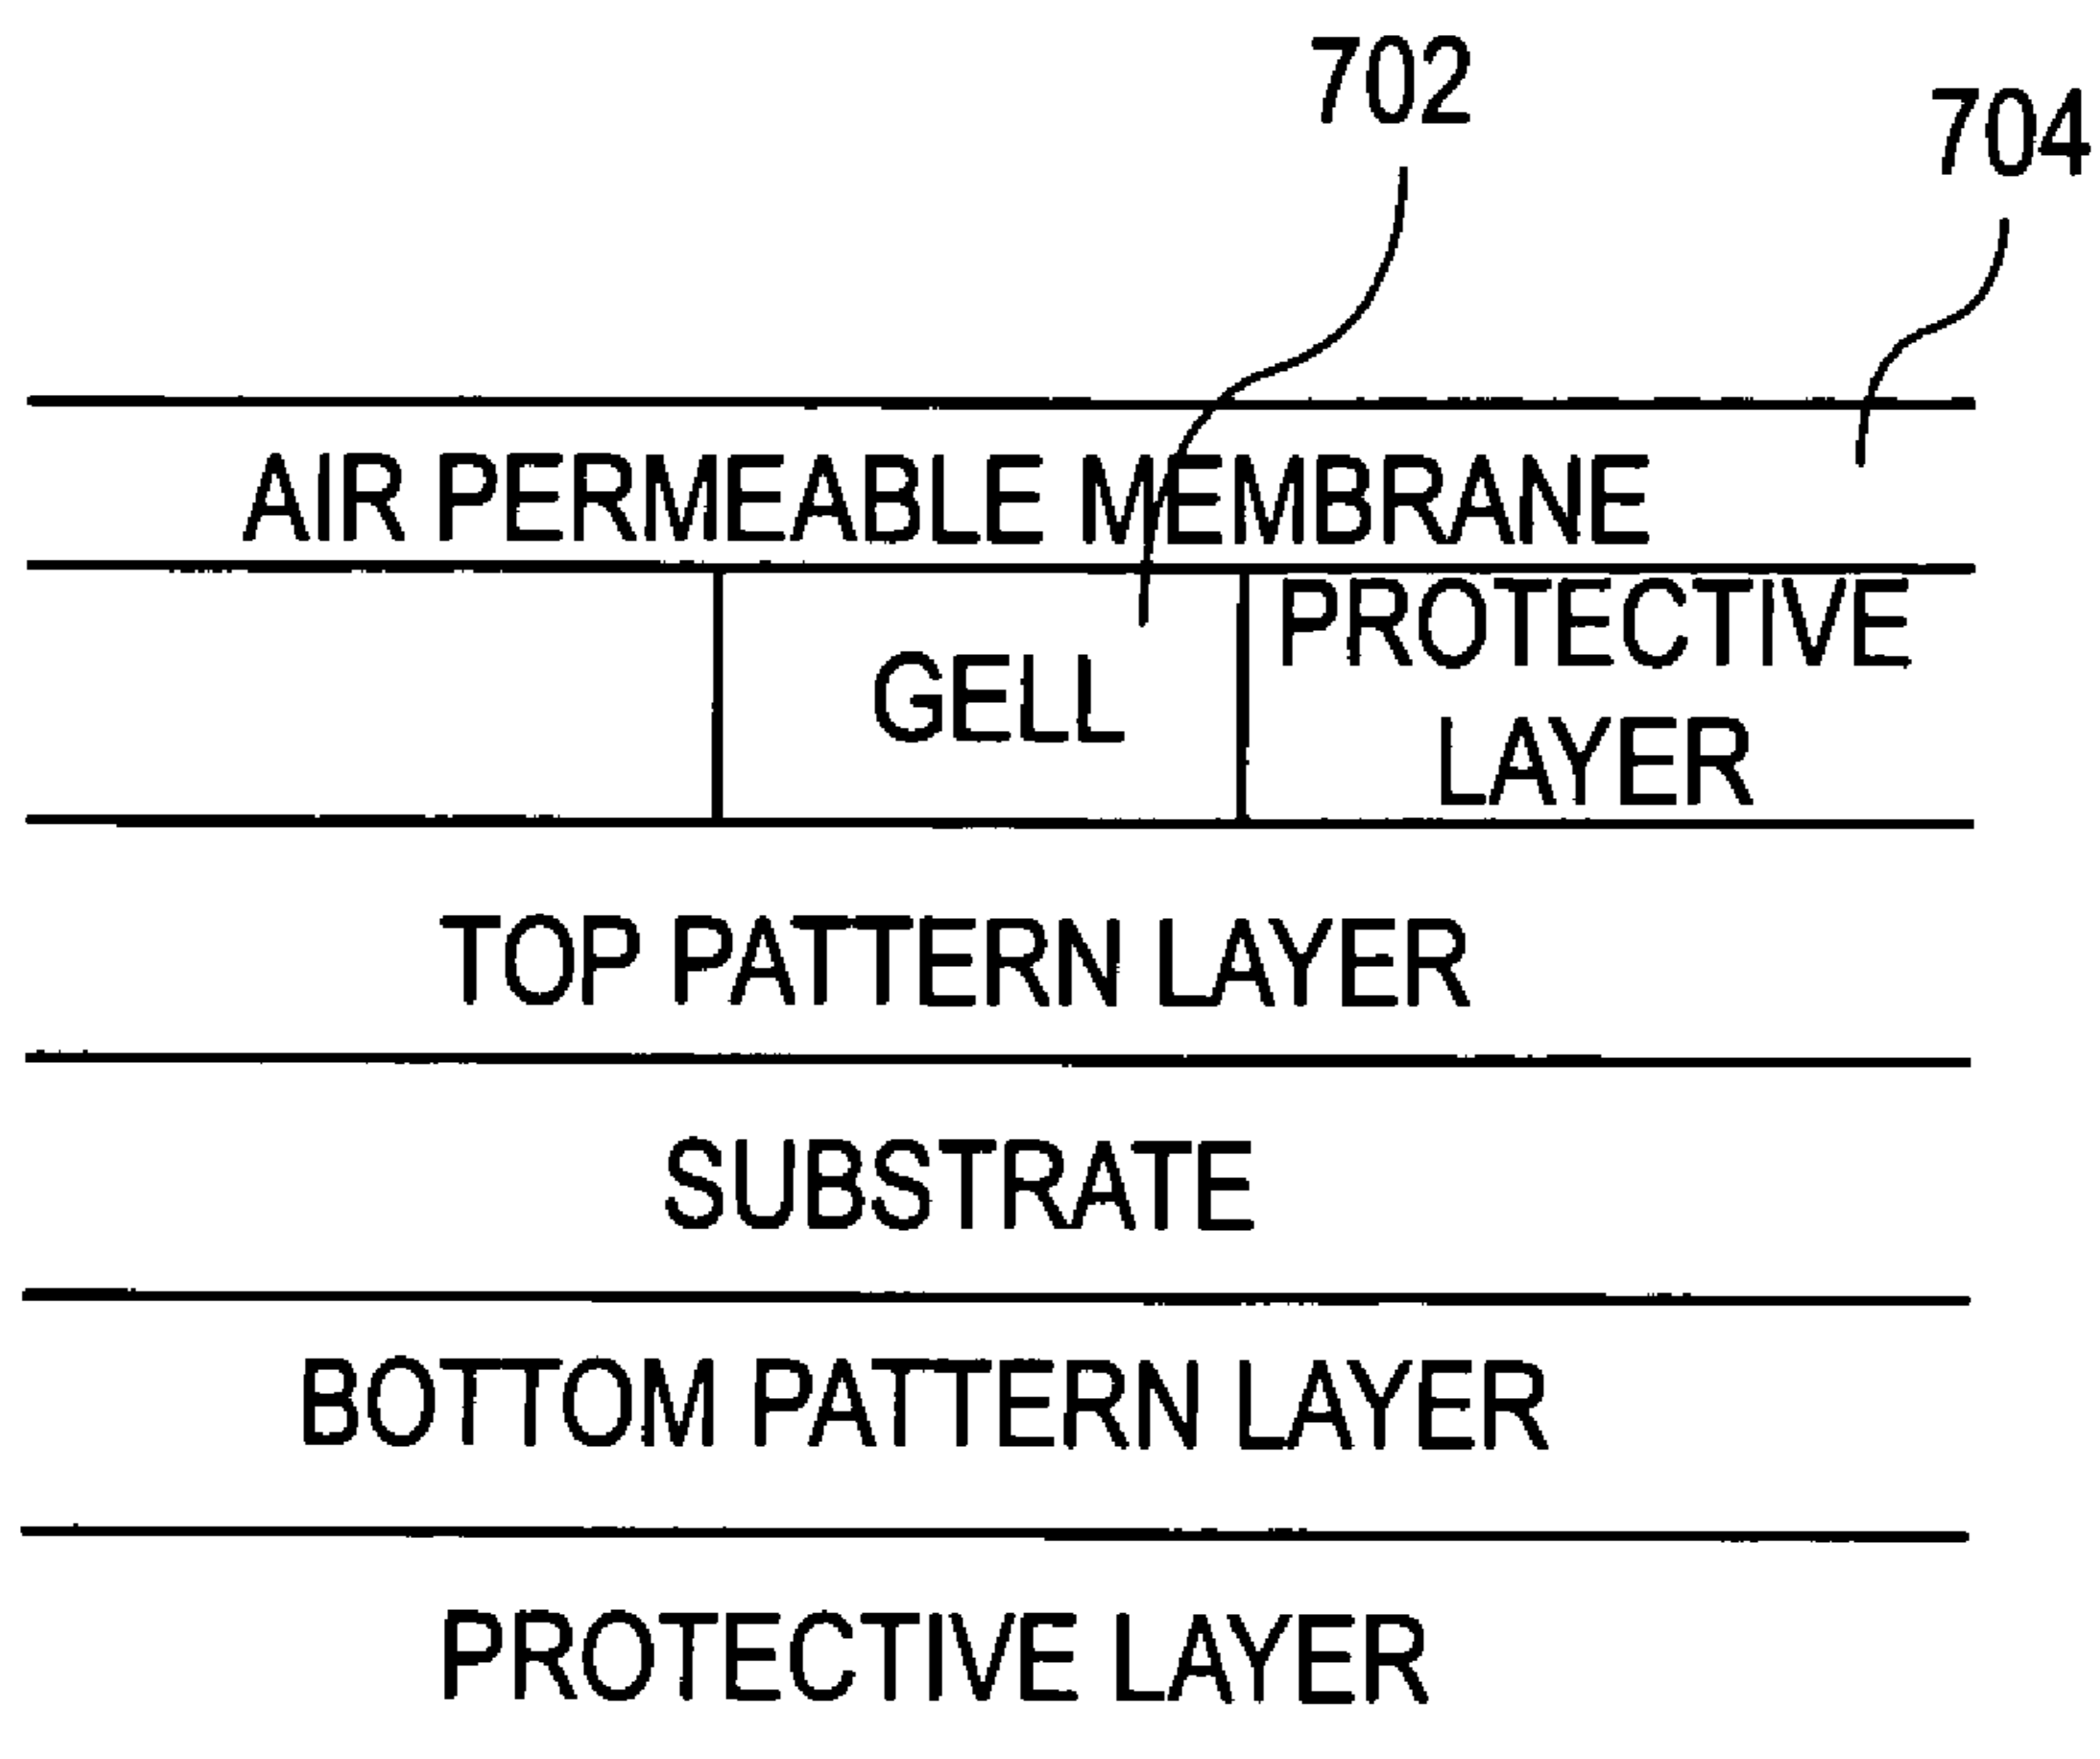 702
704
AIR PERMEABLE MEMBRANE
GELL
PROTECTIVE
LAYER
TOP PATTERN LAYER
SUBSTRATE
BOTTOM PATTERN LAYER
PROTECTIVE LAYER